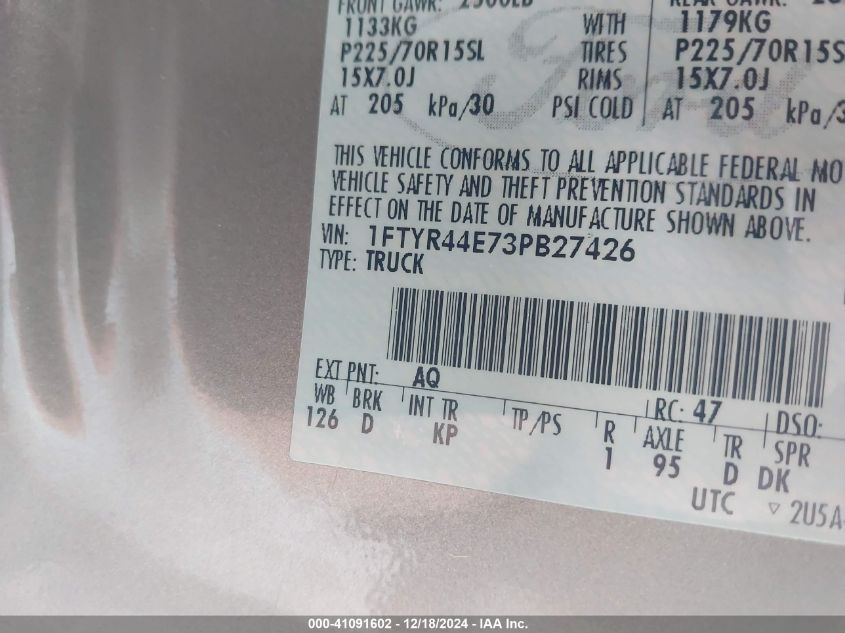 FRONT GAWR: 2500LB
1133KG WITH 1179KG
P225/70R15SL TIRES P225/70R15S
15X7.0J RIMS 15X7.0J
AT 205 kPa/30 PSI COLD AT 205 kPa/3
Ford
THIS VEHICLE CONFORMS TO ALL APPLICABLE FEDERAL MO
VEHICLE SAFETY AND THEFT PREVENTION STANDARDS IN
EFFECT ON THE DATE OF MANUFACTURE SHOWN ABOVE.
VIN: 1FTYR44E73PB27426
TYPE: TRUCK
EXT PNT: AQ RC: 47 DSO:
WB BRK INT TR TP/PS R AXLE TR SPR
126 D KP 1 95 D DK
UTC ▽ 2U5A-
000-41091602 - 12/18/2024 - IAA Inc.